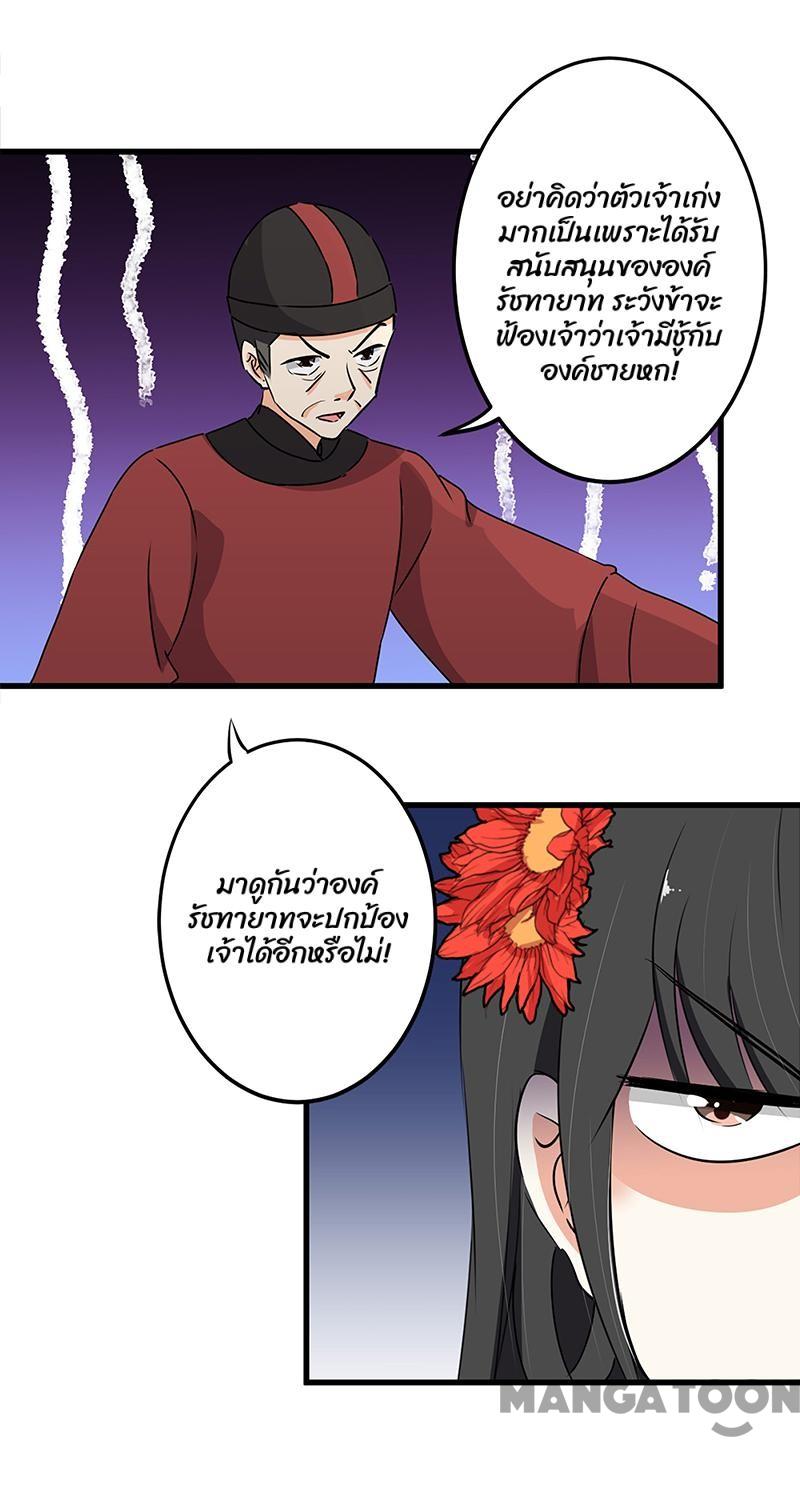 อย่าคิดว่าตัวเจ้าเก่ง
มากเป็นเพราะได้รับ
สนับสนุนขององค์
รัชทายาท ระวังข้าจะ
ฟ้องเจ้าว่าเจ้ามีชู้กับ
องค์ชายหก!
มาดูกันว่าองค์
รัชทายาทจะปกป้อง
เจ้าได้อีกหรือไม่!
MANGATOON